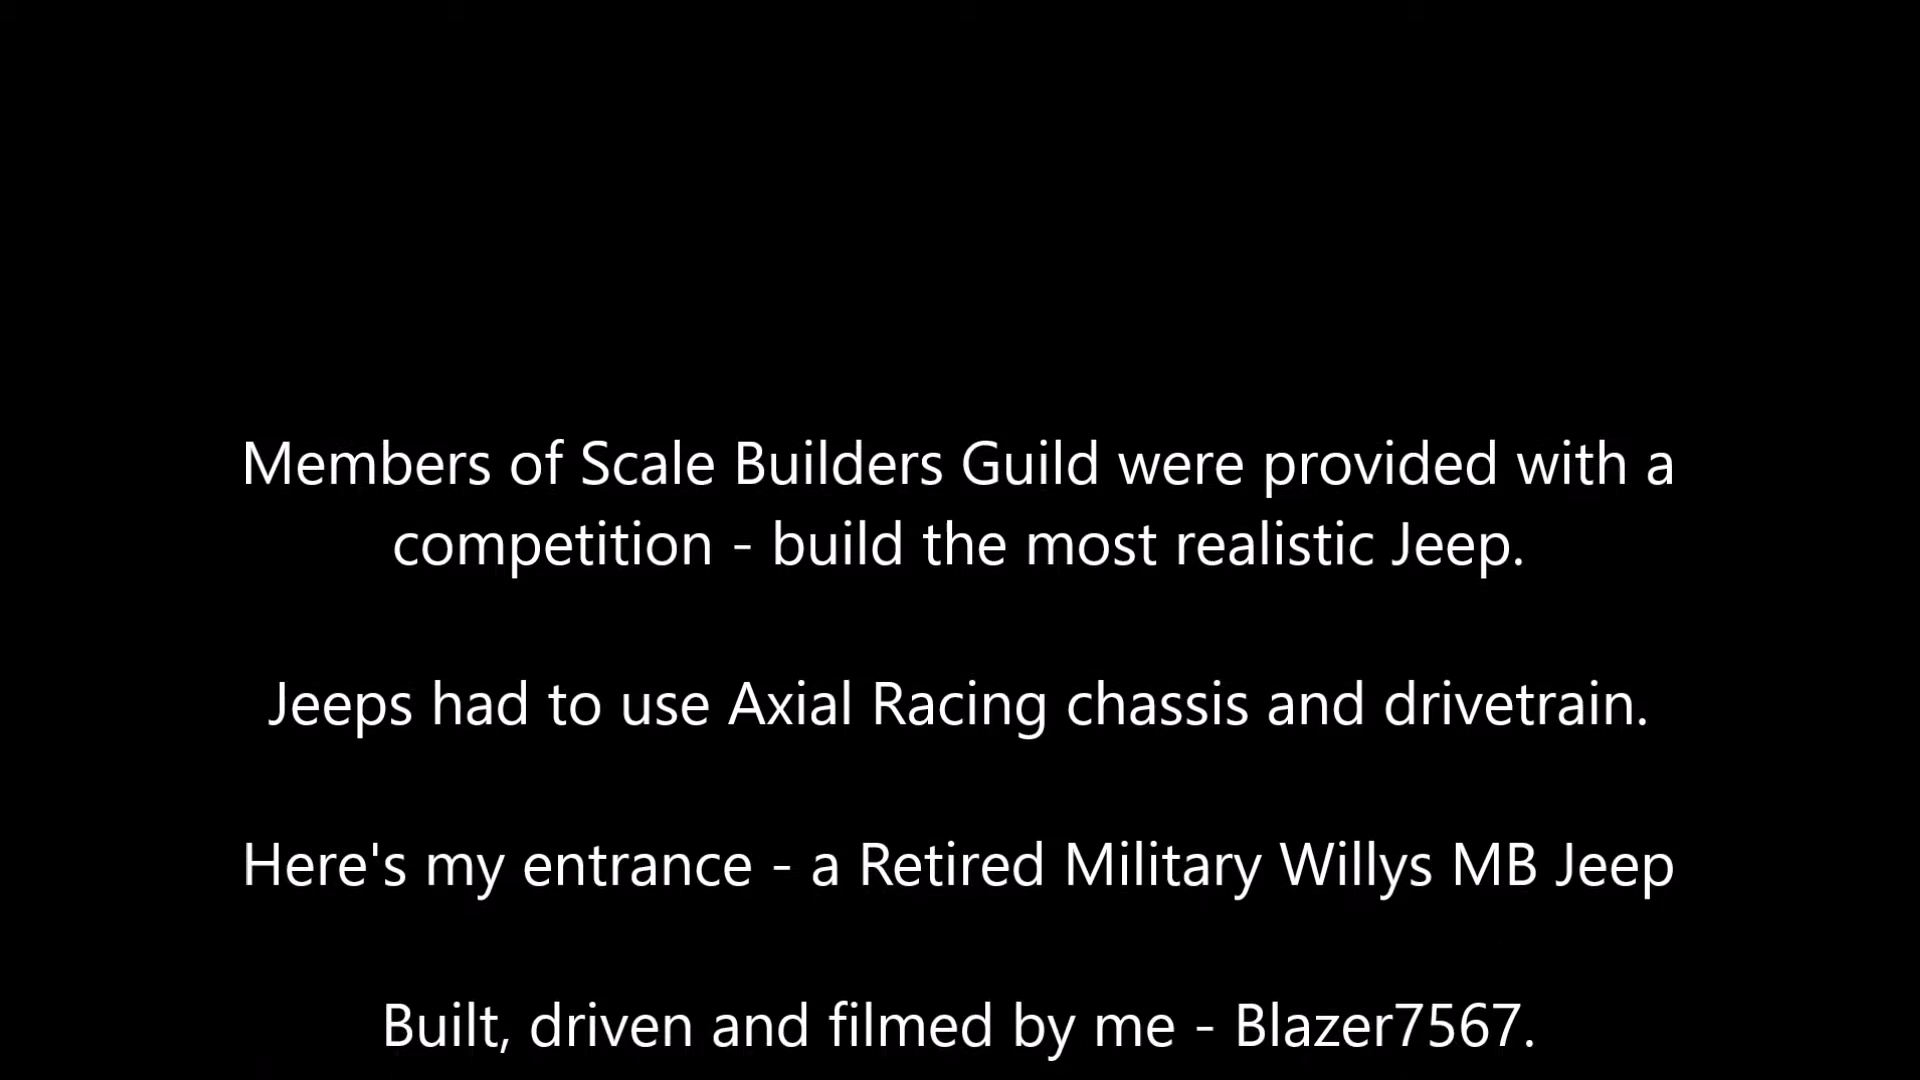 Members of Scale Builders Guild were provided with a
competition - build the most realistic Jeep.
Jeeps had to use Axial Racing chassis and drivetrain.
Here's my entrance - a Retired Military Willys MB Jeep
Built, driven and filmed by me - Blazer7567.